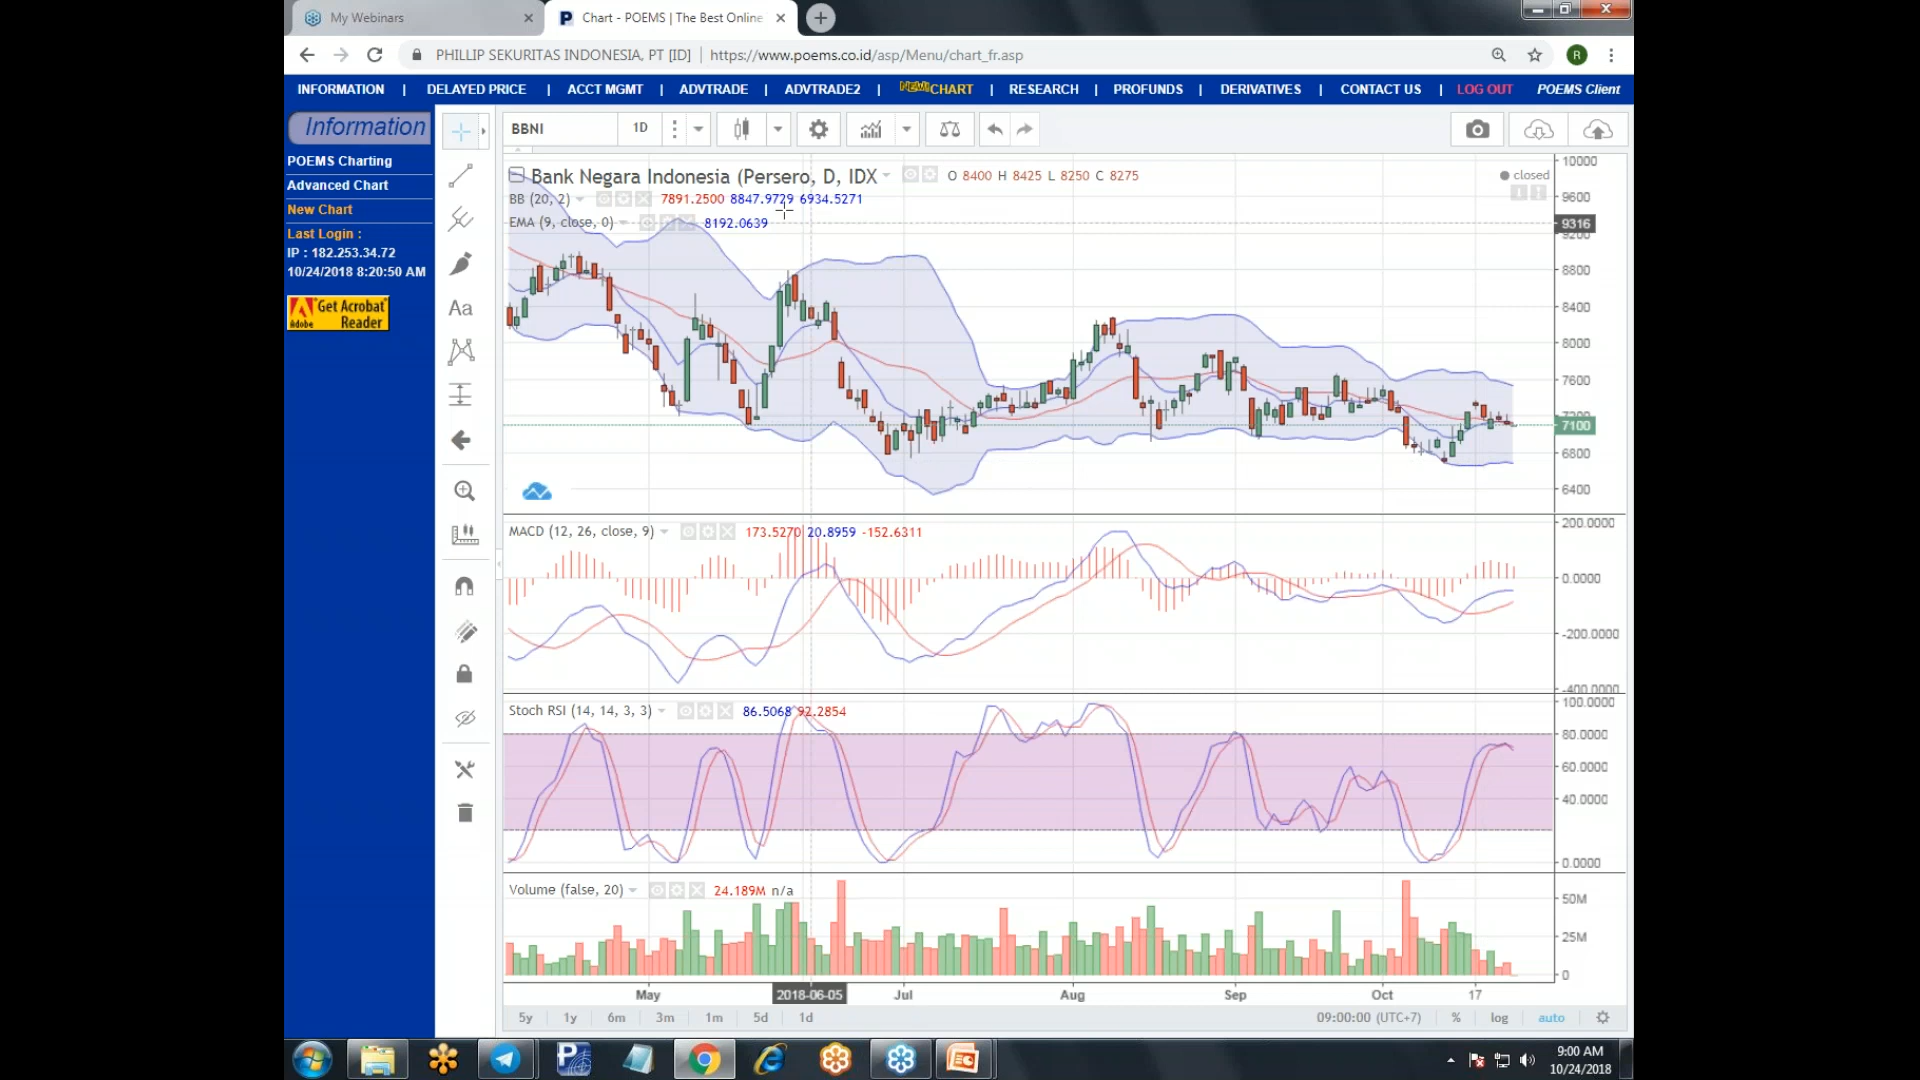 My Webinars
Chart - POEMS | The Best Online
PHILLIP SEKURITAS INDONESIA, PT [ID] | https://www.poems.co.id/asp/Menu/chart_fr.asp
INFORMATION | DELAYED PRICE | ACCT MGMT | ADVTRADE | ADVTRADE2 | NEW! CHART | RESEARCH | PROFUNDS | DERIVATIVES | CONTACT US | LOG OUT POEMS Client
Information
POEMS Charting
Advanced Chart
New Chart
Last Login :
IP : 182.253.34.72
10/24/2018 8:20:50 AM
Get Acrobat
Adobe Reader
Aa
BBNI 1D
Bank Negara Indonesia (Persero, D, IDX O 8400 H 8425 L 8250 C 8275
closed
BB (20, 2) 7891.2500 8847.9729 6934.5271
EMA (9, close, 0) 8192.0639
10000
9600
9316
9200
8800
8400
8000
7600
7200
7100
6800
6400
MACD (12, 26, close, 9) 173.5270 20.8959 -152.6311
200.0000
0.0000
-200.0000
-400.0000
Stoch RSI (14, 14, 3, 3) 86.5068 92.2854
100.0000
80.0000
60.0000
40.0000
0.0000
Volume (false, 20) 24.189M n/a
50M
25M
0
May 2018-06-05 Jul Aug Sep Oct 17
5y 1y 6m 3m 1m 5d 1d 09:00:00 (UTC+7) % log auto
9:00 AM
10/24/2018